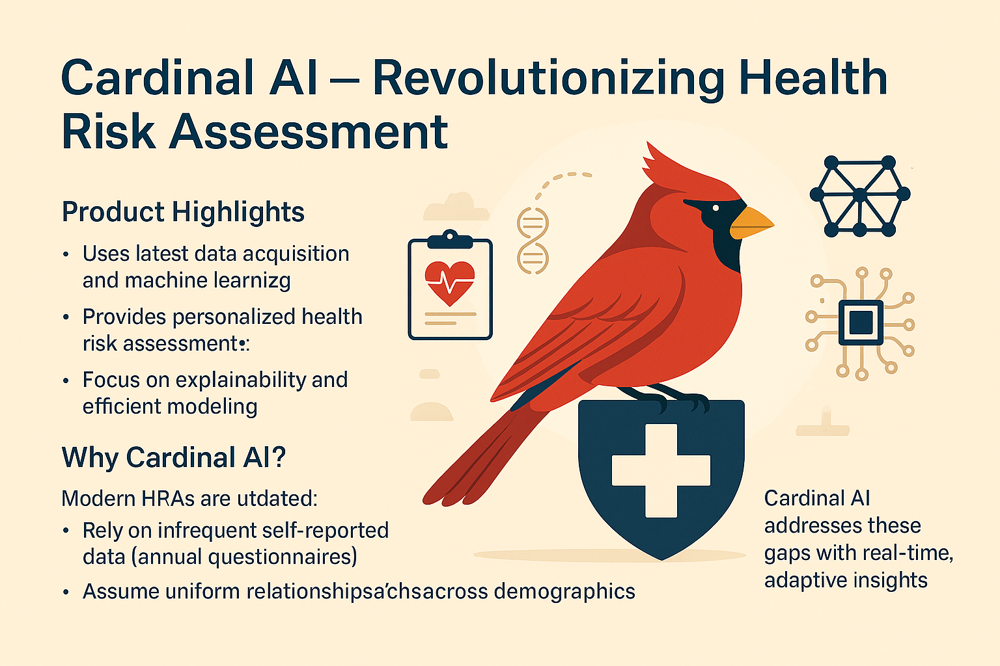 Cardinal AI – Revolutionizing Health
Risk Assessment
Product Highlights
• Uses latest data acquisition
and machine learnizg
• Provides personalized health
risk assessment•:
• Focus on explainability and
efficient modeling
Why Cardinal AI?
Modern HRAs are utdated:
• Rely on infrequent self-reported
data (annual questionnaires)
• Assume uniform relationshipsa’chsacross demographics
Cardinal AI
addresses these
gaps with real-time,
adaptive insights